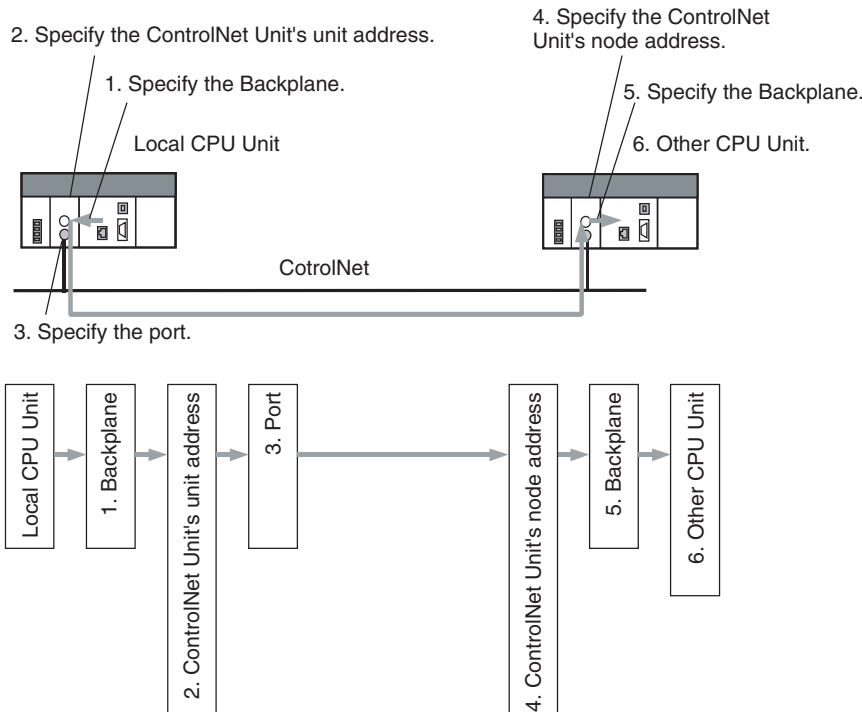 2. Specify the ControlNet Unit's unit address.
4. Specify the ControlNet
Unit's node address.
1. Specify the Backplane.
5. Specify the Backplane.
Local CPU Unit
6. Other CPU Unit.
CotrolNet
3. Specify the port.
Local CPU Unit
1. Backplane
2. ControlNet Unit's unit address
3. Port
4. ControlNet Unit's node address
5. Backplane
6. Other CPU Unit